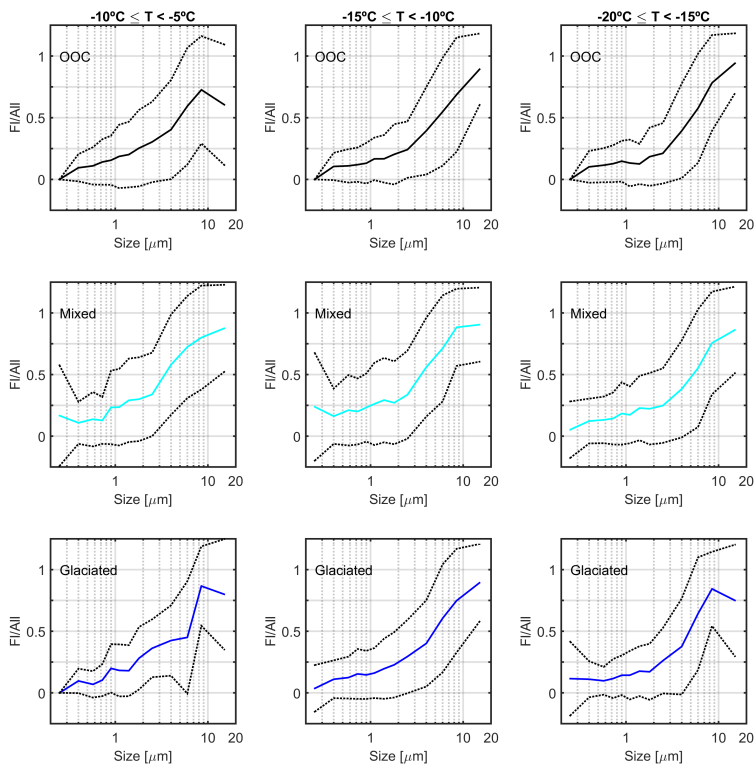 -10ºC ≤ T < -5ºC
-15ºC ≤ T < -10ºC
-20ºC ≤ T < -15ºC
1
0.5
0
FI/All
OOC
1
10
20
Size [μm]
1
0.5
0
FI/All
OOC
1
10
20
Size [μm]
1
0.5
0
FI/All
OOC
1
10
20
Size [μm]
1
0.5
0
FI/All
Mixed
1
10
20
Size [μm]
1
0.5
0
FI/All
Mixed
1
10
20
Size [μm]
1
0.5
0
FI/All
Mixed
1
10
20
Size [μm]
1
0.5
0
FI/All
Glaciated
1
10
20
Size [μm]
1
0.5
0
FI/All
Glaciated
1
10
20
Size [μm]
1
0.5
0
FI/All
Glaciated
1
10
20
Size [μm]